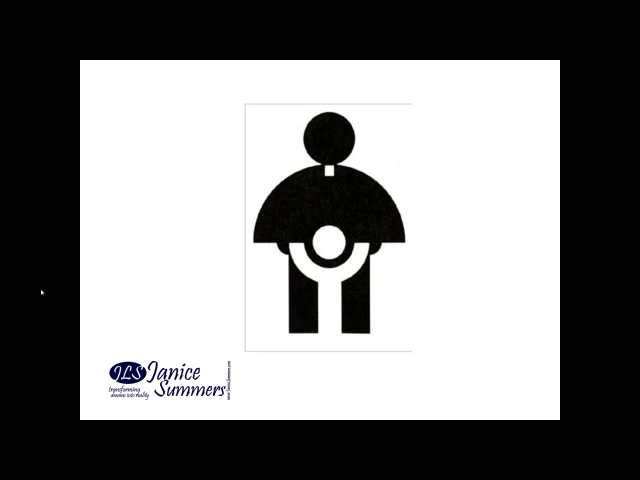 JLS Janice
Summers
transforming
dreams into reality